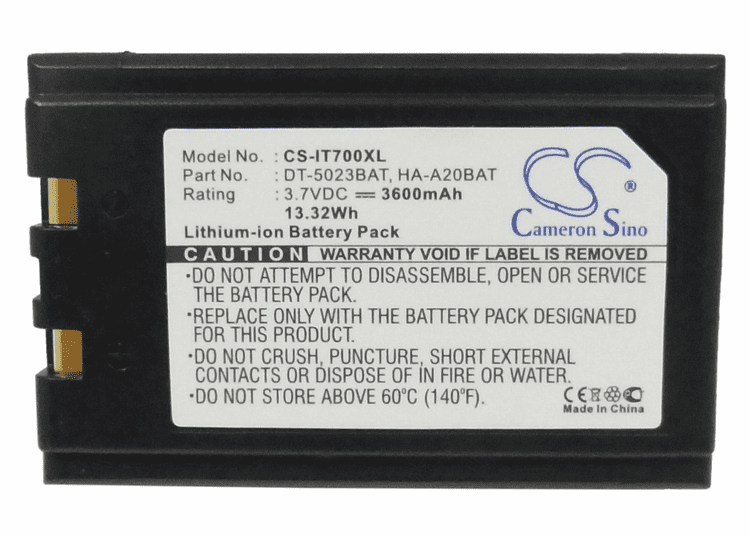 Model No. : CS-IT700XL
Part No. : DT-5023BAT, HA-A20BAT
Rating : 3.7VDC ⎓ 3600mAh
13.32Wh
Lithium-ion Battery Pack
CS ®
Cameron Sino
CAUTION WARRANTY VOID IF LABEL IS REMOVED
•DO NOT ATTEMPT TO DISASSEMBLE, OPEN OR SERVICE
THE BATTERY PACK.
•REPLACE ONLY WITH THE BATTERY PACK DESIGNATED
FOR THIS PRODUCT.
•DO NOT CRUSH, PUNCTURE, SHORT EXTERNAL
CONTACTS OR DISPOSE IN FIRE OR WATER.
•DO NOT STORE ABOVE 60°C (140°F).
CE
Made In China